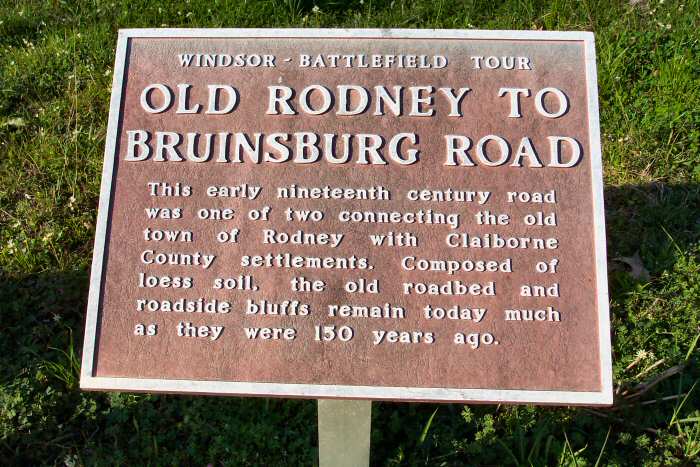 WINDSOR - BATTLEFIELD TOUR
OLD RODNEY TO
BRUINSBURG ROAD
This early nineteenth century road
was one of two connecting the old
town of Rodney with Claiborne
County settlements. Composed of
loess soil, the old roadbed and
roadside bluffs remain today much
as they were 150 years ago.